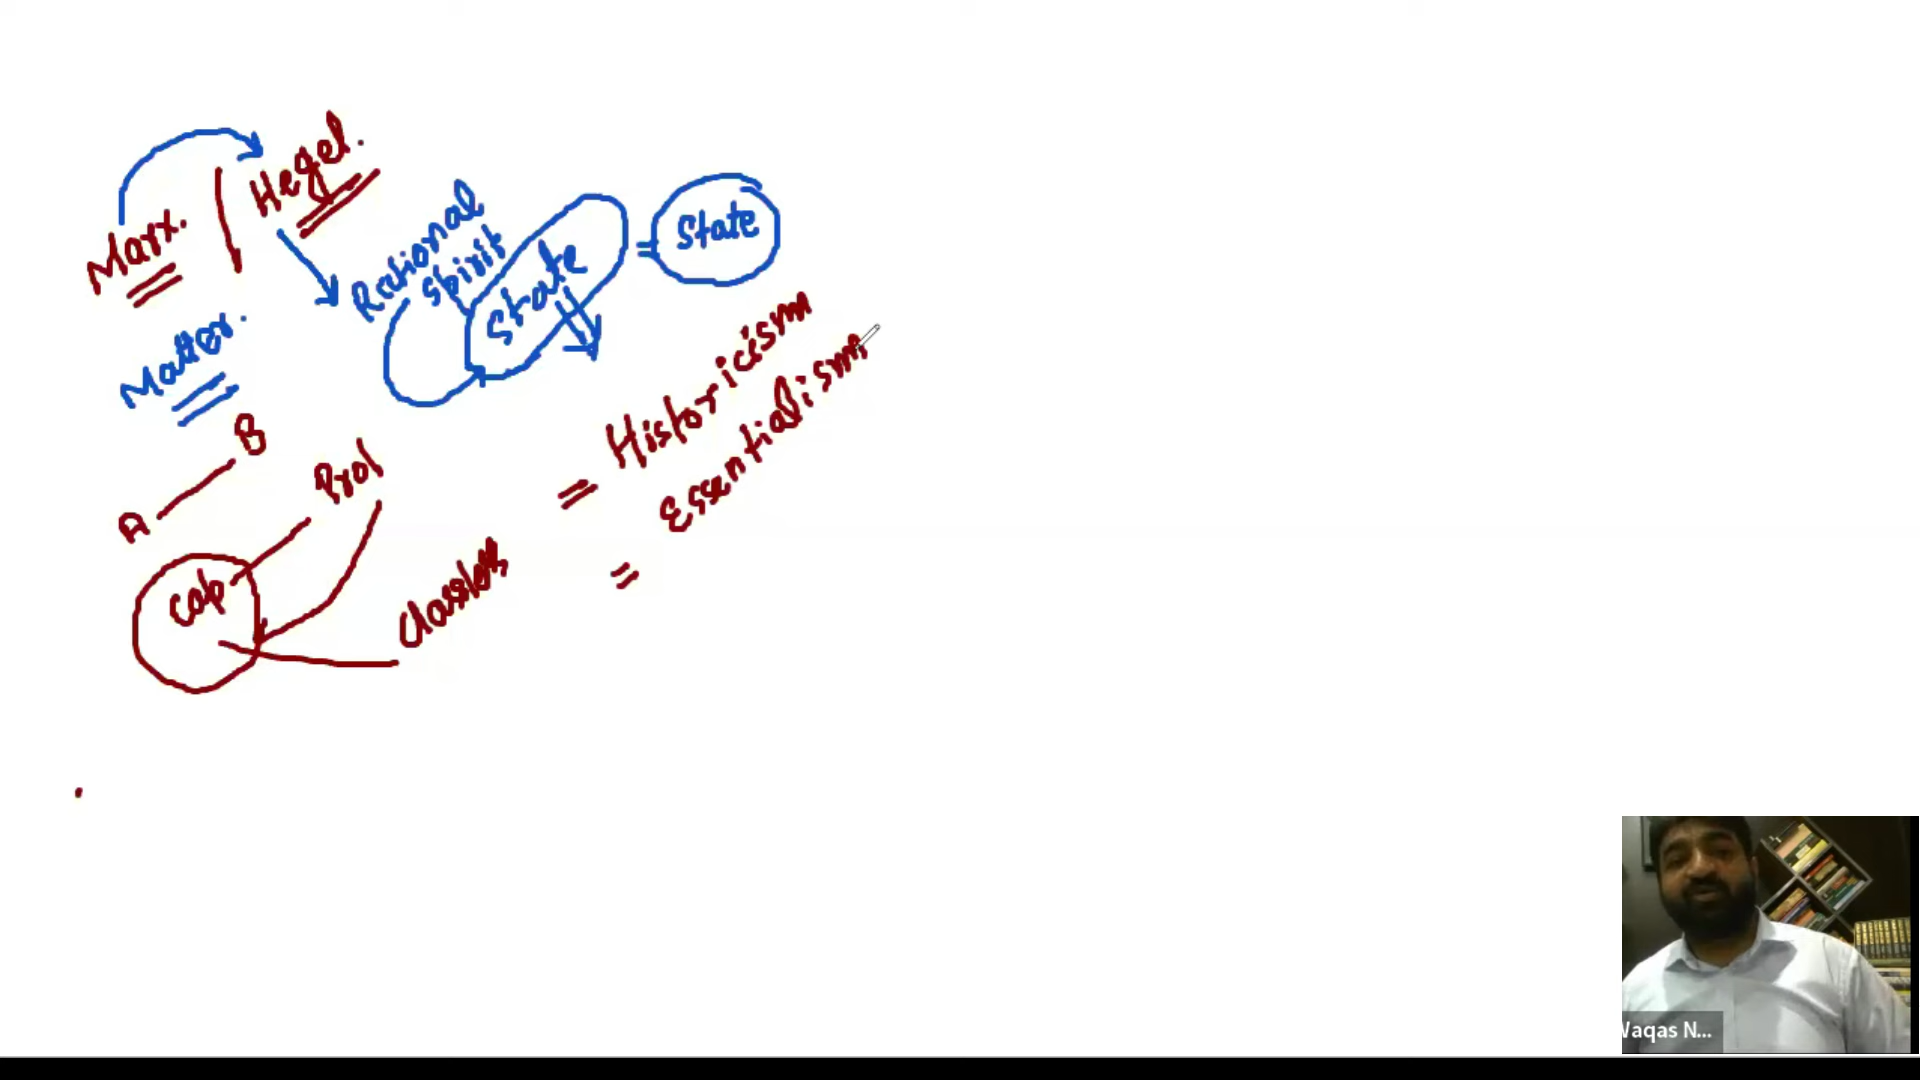 Hegel.
Marx.
Rational
Spirit
State
= State
Matter.
= Historicism
= Essentialism
B
A
Prol
Cap
Classless
Waqas N...